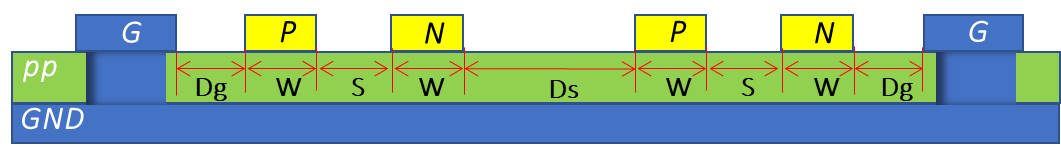 G P N P N G
pp
Dg W S W Ds W S W Dg
GND